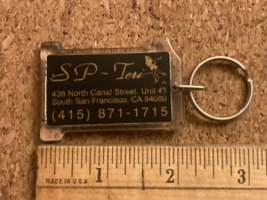 SP-Teri
436 North Canal Street, Unit #1
South San Francisco, CA 94080
(415) 871-1715
1 2 3
MADE IN U.S.A.